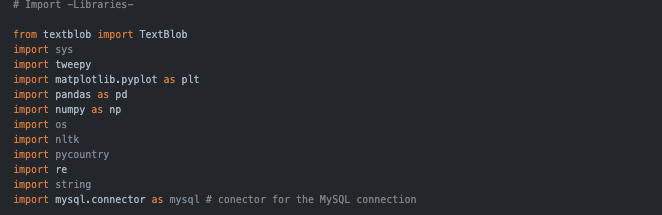 # Import -Libraries-
from textblob import TextBlob
import sys
import tweepy
import matplotlib.pyplot as plt
import pandas as pd
import numpy as np
import os
import nltk
import pycountry
import re
import string
import mysql.connector as mysql # conector for the MySQL connection